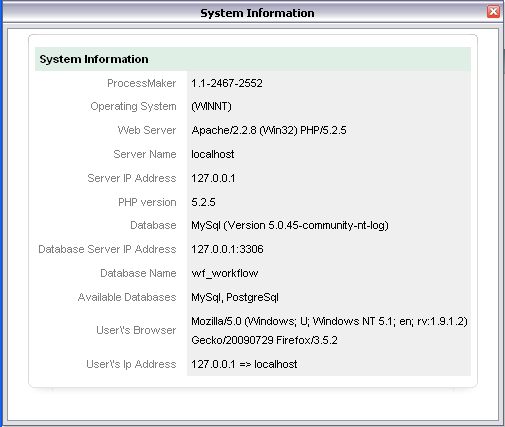 System Information
System Information
ProcessMaker 1.1-2467-2552
Operating System (WINNT)
Web Server Apache/2.2.8 (Win32) PHP/5.2.5
Server Name localhost
Server IP Address 127.0.0.1
PHP version 5.2.5
Database MySql (Version 5.0.45-community-nt-log)
Database Server IP Address 127.0.0.1:3306
Database Name wf_workflow
Available Databases MySql, PostgreSql
User\'s Browser Mozilla/5.0 (Windows; U; Windows NT 5.1; en; rv:1.9.1.2)
Gecko/20090729 Firefox/3.5.2
User\'s Ip Address 127.0.0.1 => localhost